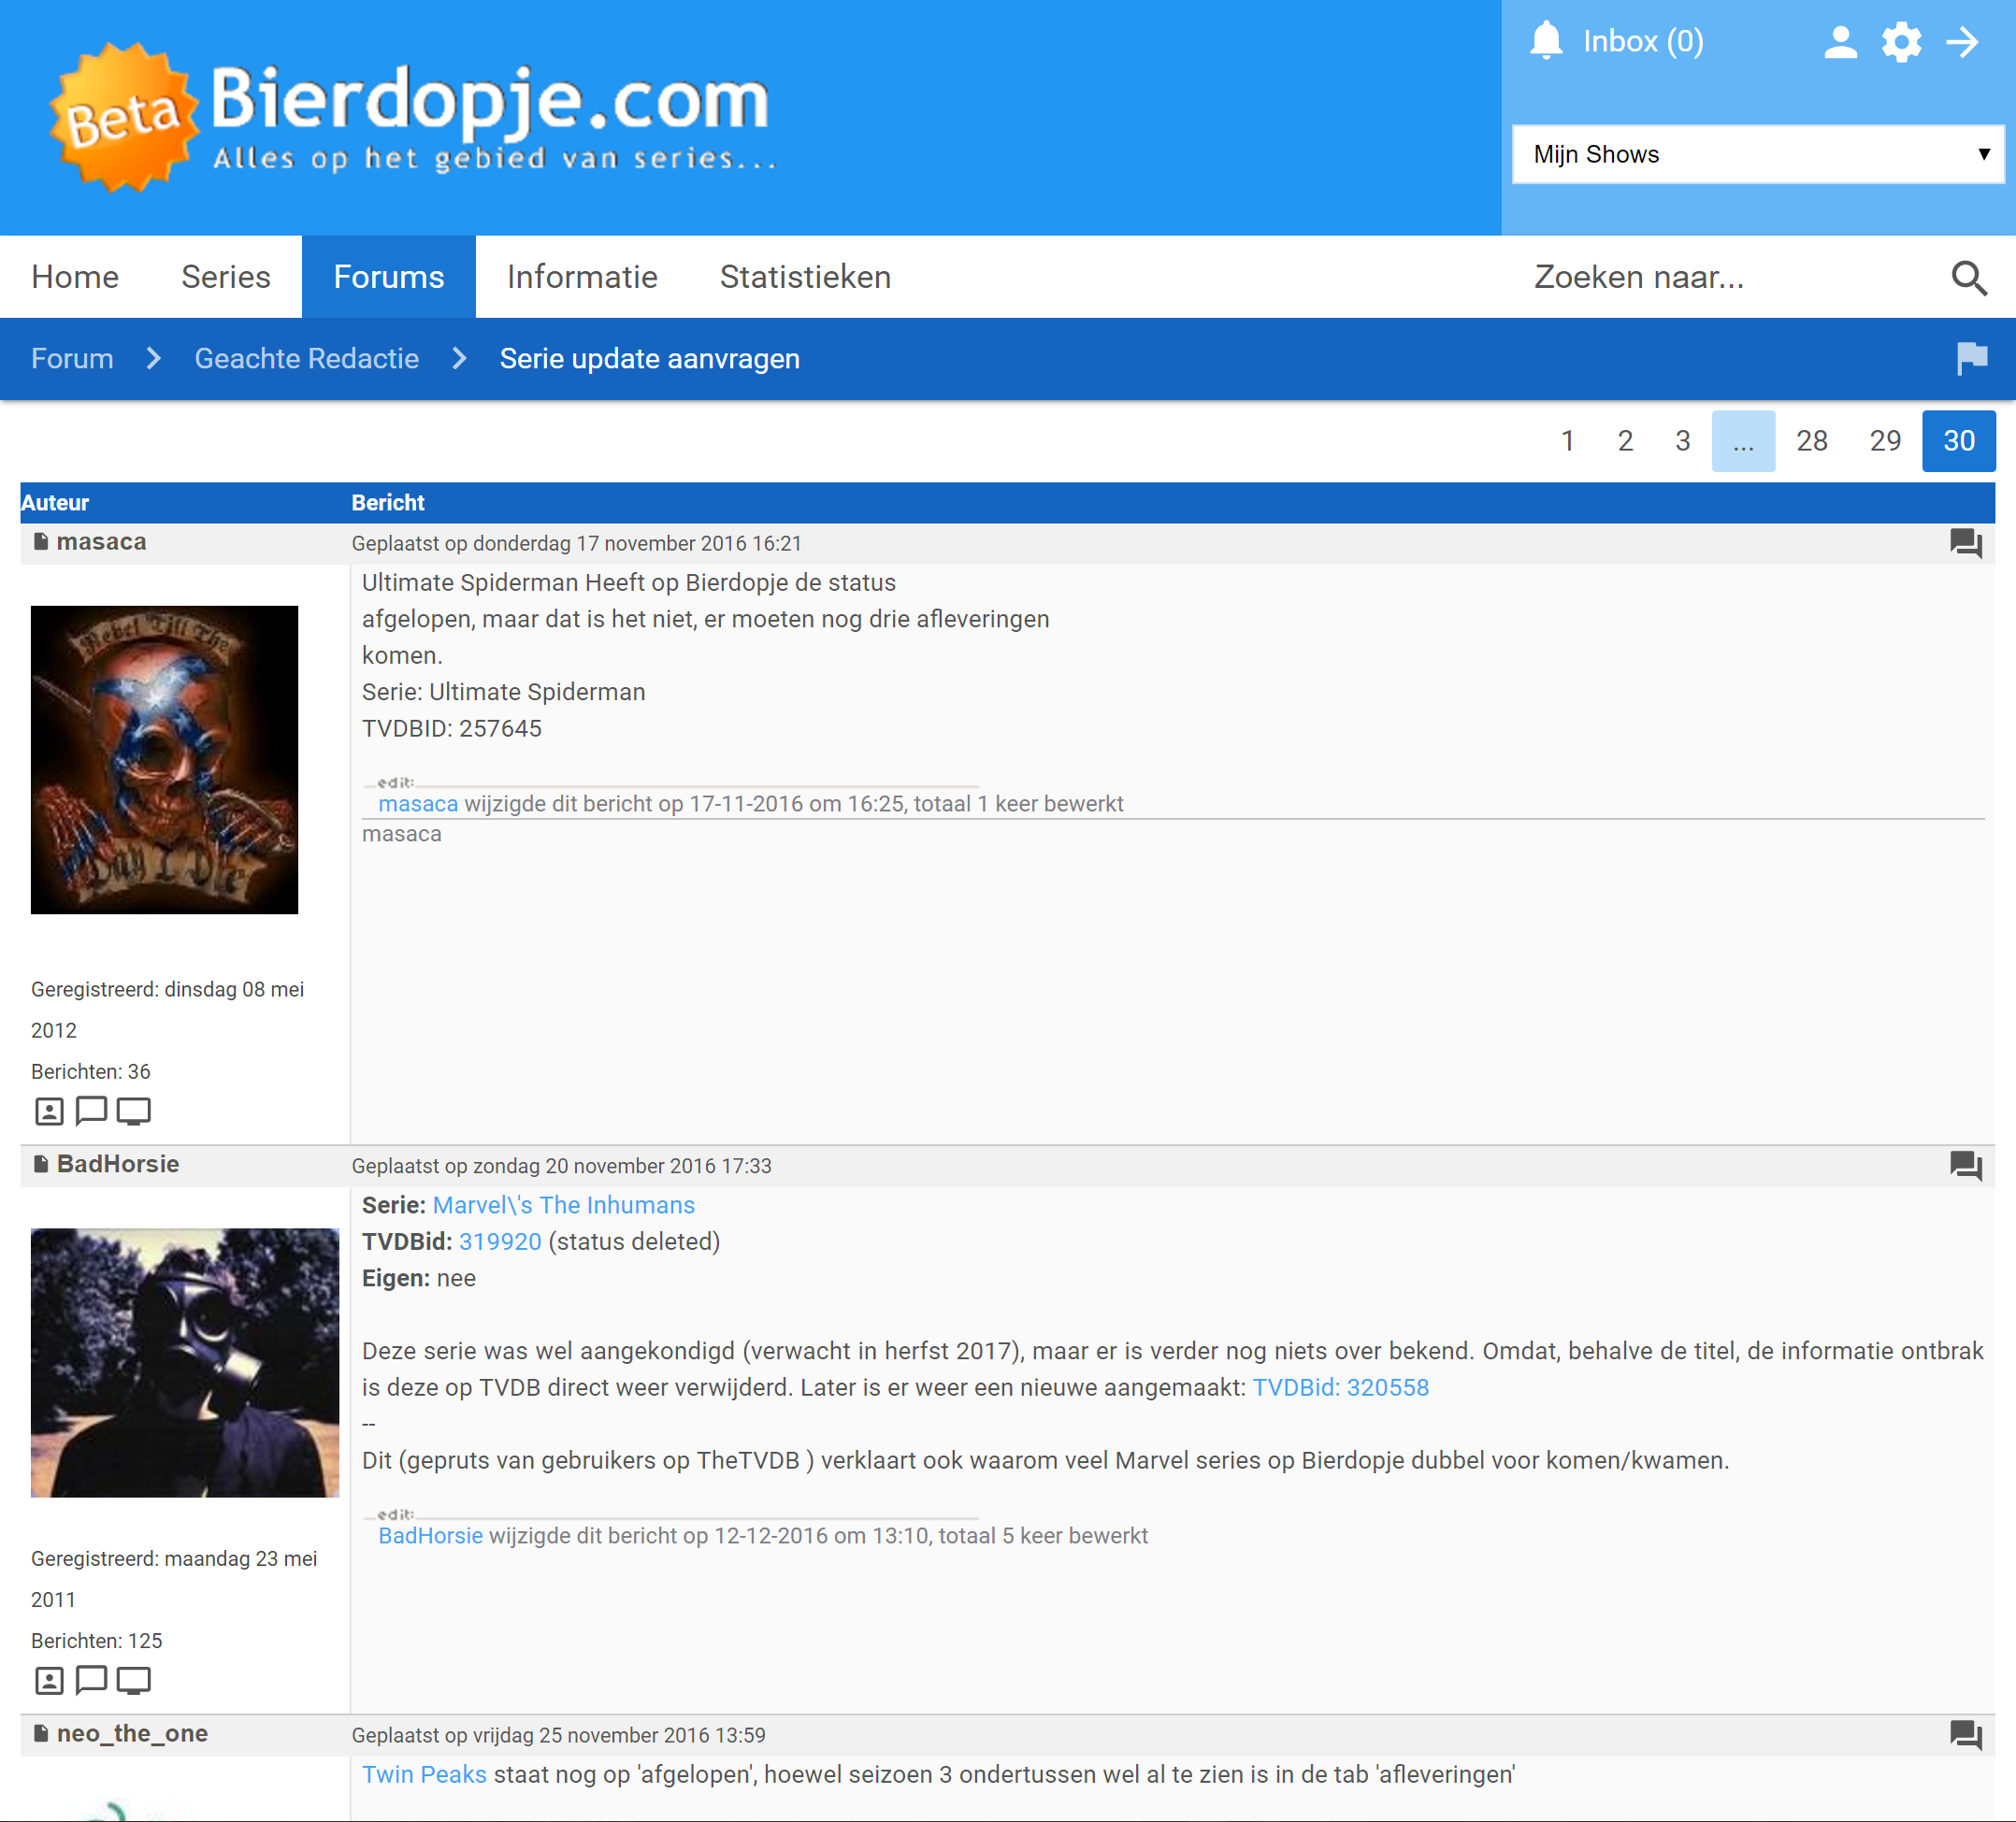 Beta
Bierdopje.com
Alles op het gebied van series...
Inbox (0)
Mijn Shows
Home Series Forums Informatie Statistieken Zoeken naar...
Forum Geachte Redactie Serie update aanvragen
1 2 3 ... 28 29 30
Auteur Bericht
masaca Geplaatst op donderdag 17 november 2016 16:21
Ultimate Spiderman Heeft op Bierdopje de status
afgelopen, maar dat is het niet, er moeten nog drie afleveringen
komen.
Serie: Ultimate Spiderman
TVDBID: 257645
edit:
masaca wijzigde dit bericht op 17-11-2016 om 16:25, totaal 1 keer bewerkt
masaca
Rebel Till The
Day I Die
Geregistreerd: dinsdag 08 mei
2012
Berichten: 36
BadHorsie Geplaatst op zondag 20 november 2016 17:33
Serie: Marvel\'s The Inhumans
TVDBid: 319920 (status deleted)
Eigen: nee
Deze serie was wel aangekondigd (verwacht in herfst 2017), maar er is verder nog niets over bekend. Omdat, behalve de titel, de informatie ontbrak
is deze op TVDB direct weer verwijderd. Later is er weer een nieuwe aangemaakt: TVDBid: 320558
--
Dit (gepruts van gebruikers op TheTVDB ) verklaart ook waarom veel Marvel series op Bierdopje dubbel voor komen/kwamen.
edit:
BadHorsie wijzigde dit bericht op 12-12-2016 om 13:10, totaal 5 keer bewerkt
Geregistreerd: maandag 23 mei
2011
Berichten: 125
neo_the_one Geplaatst op vrijdag 25 november 2016 13:59
Twin Peaks staat nog op 'afgelopen', hoewel seizoen 3 ondertussen wel al te zien is in de tab 'afleveringen'